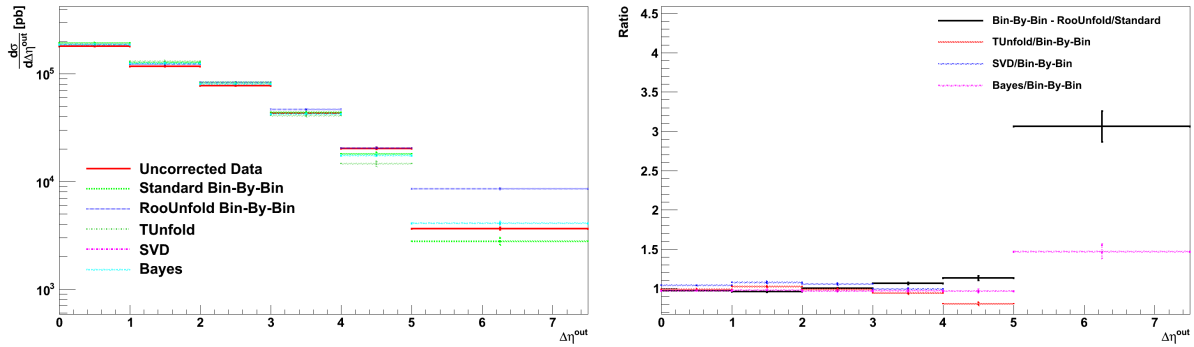 dσ
dΔη^out [pb]
10^5
10^4
10^3
Uncorrected Data
Standard Bin-By-Bin
RooUnfold Bin-By-Bin
TUnfold
SVD
Bayes
0 1 2 3 4 5 6 7
Δη^out
Ratio
4.5
4
3.5
3
2.5
2
1.5
1
Bin-By-Bin - RooUnfold/Standard
TUnfold/Bin-By-Bin
SVD/Bin-By-Bin
Bayes/Bin-By-Bin
0 1 2 3 4 5 6 7
Δη^out